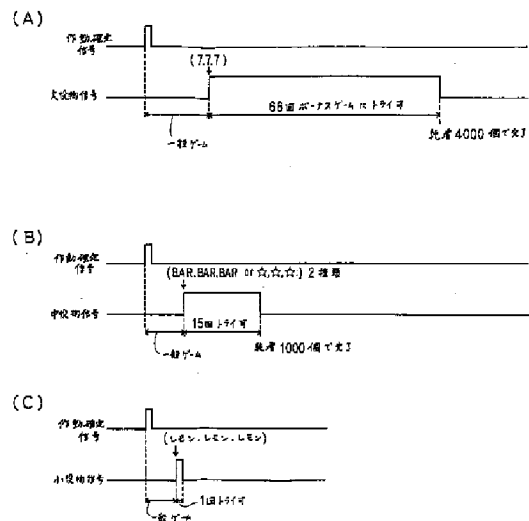 (A)
作動確定
信号
(7.7.7)
大役物信号
66回 ボーナスゲームにトライ可
一般ゲーム
純増 4000個で完了
(B)
作動確定
信号
(BAR.BAR.BAR or ☆,☆,☆) 2種類
中役物信号
15回トライ可
一般ゲーム
純増 1000個で完了
(C)
作動確定
信号
(レモン、レモン、レモン)
小役物信号
1回トライ可
一般ゲーム